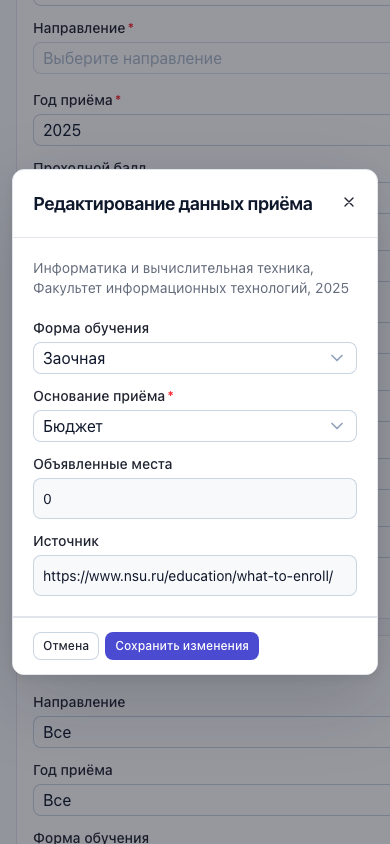 Направление *
Выберите направление
Год приёма *
2025
Проходной балл
Редактирование данных приёма
Информатика и вычислительная техника,
Факультет информационных технологий, 2025
Форма обучения
Заочная
Основание приёма *
Бюджет
Объявленные места
0
Источник
https://www.nsu.ru/education/what-to-enroll/
Отмена
Сохранить изменения
Направление
Все
Год приёма
Все
Форма обучения